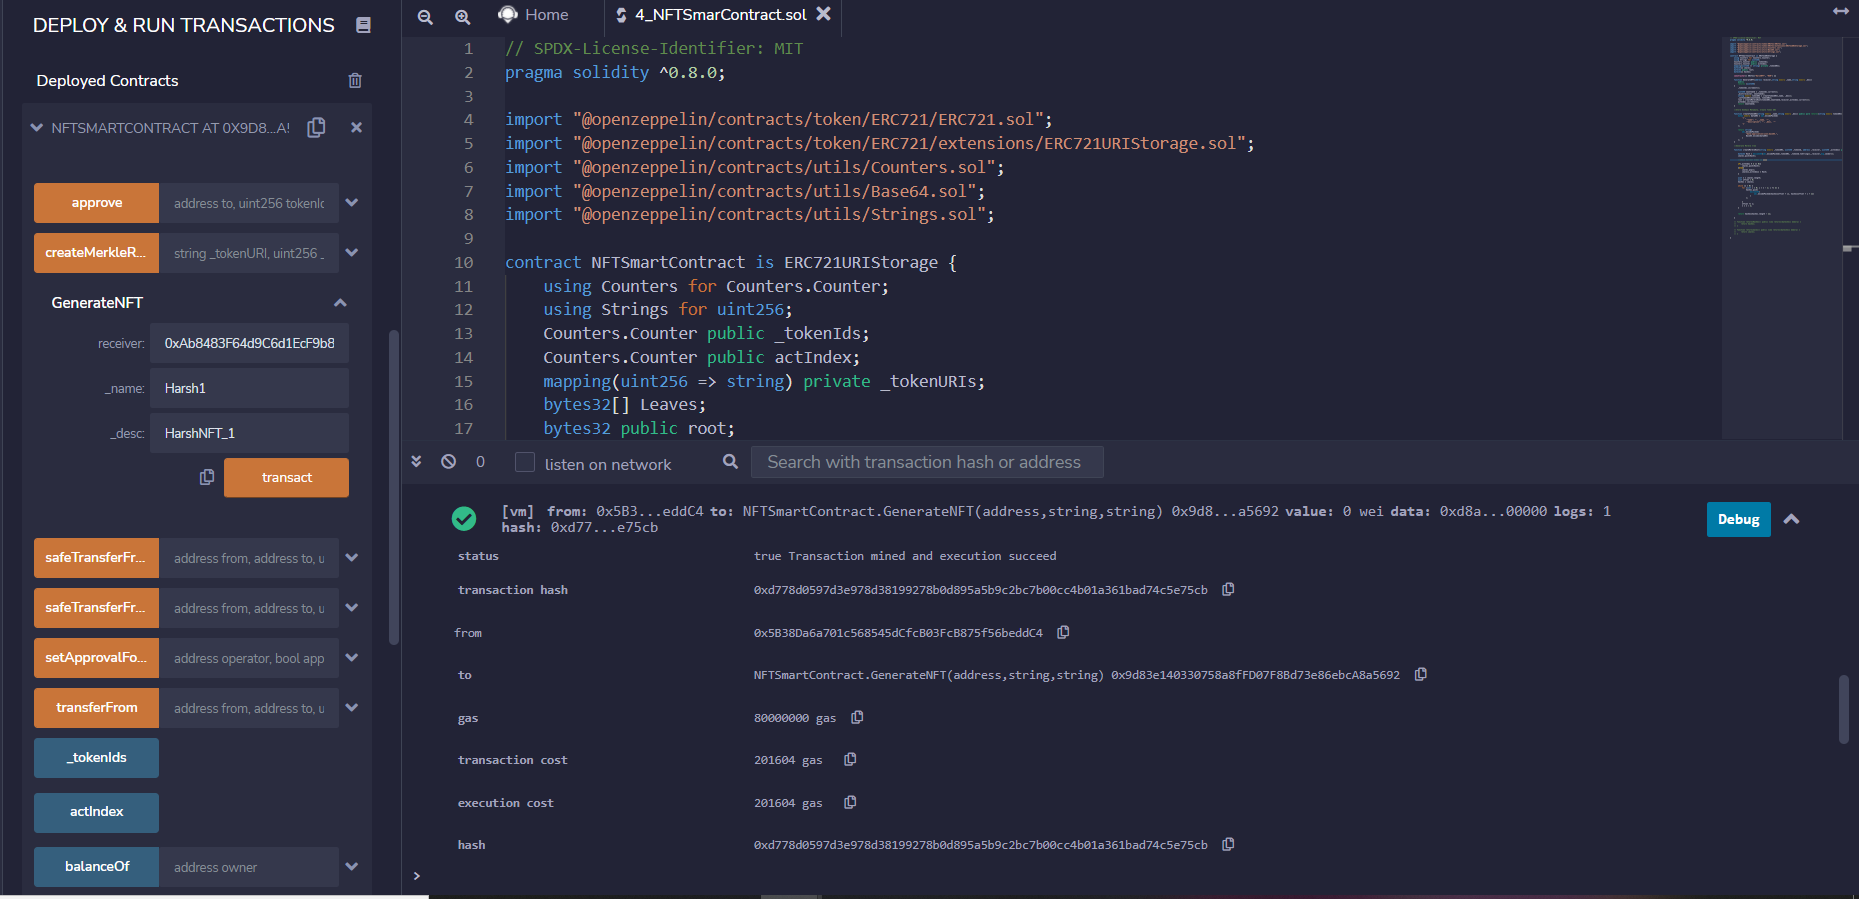 DEPLOY & RUN TRANSACTIONS
Deployed Contracts
NFTSMARTCONTRACT AT 0X9D8...A!
approve address to, uint256 tokenIc
createMerkleR... string _tokenURI, uint256 _
GenerateNFT
receiver: 0xAb8483F64d9C6d1EcF9b8
_name: Harsh1
_desc: HarshNFT_1
transact
safeTransferFr... address from, address to, u
safeTransferFr... address from, address to, u
setApprovalFo... address operator, bool app
transferFrom address from, address to, u
_tokenIds
actIndex
balanceOf address owner
Home
4_NFTSmarContract.sol
1 // SPDX-License-Identifier: MIT
2 pragma solidity ^0.8.0;
3
4 import "@openzeppelin/contracts/token/ERC721/ERC721.sol";
5 import "@openzeppelin/contracts/token/ERC721/extensions/ERC721URIStorage.sol";
6 import "@openzeppelin/contracts/utils/Counters.sol";
7 import "@openzeppelin/contracts/utils/Base64.sol";
8 import "@openzeppelin/contracts/utils/Strings.sol";
9
10 contract NFTSmartContract is ERC721URIStorage {
11 using Counters for Counters.Counter;
12 using Strings for uint256;
13 Counters.Counter public _tokenIds;
14 Counters.Counter public actIndex;
15 mapping(uint256 => string) private _tokenURIs;
16 bytes32[] Leaves;
17 bytes32 public root;
0 listen on network Search with transaction hash or address
[vm] from: 0x5B3...eddC4 to: NFTSmartContract.GenerateNFT(address,string,string) 0x9d8...a5692 value: 0 wei data: 0xd8a...00000 logs: 1
hash: 0xd77...e75cb
Debug
status true Transaction mined and execution succeed
transaction hash 0xd778d0597d3e978d38199278b0d895a5b9c2bc7b00cc4b01a361bad74c5e75cb
from 0x5B38Da6a701c568545dCfcB03FcB875f56beddC4
to NFTSmartContract.GenerateNFT(address,string,string) 0x9d83e140330758a8fFD07F8Bd73e86ebcA8a5692
gas 80000000 gas
transaction cost 201604 gas
execution cost 201604 gas
hash 0xd778d0597d3e978d38199278b0d895a5b9c2bc7b00cc4b01a361bad74c5e75cb
>